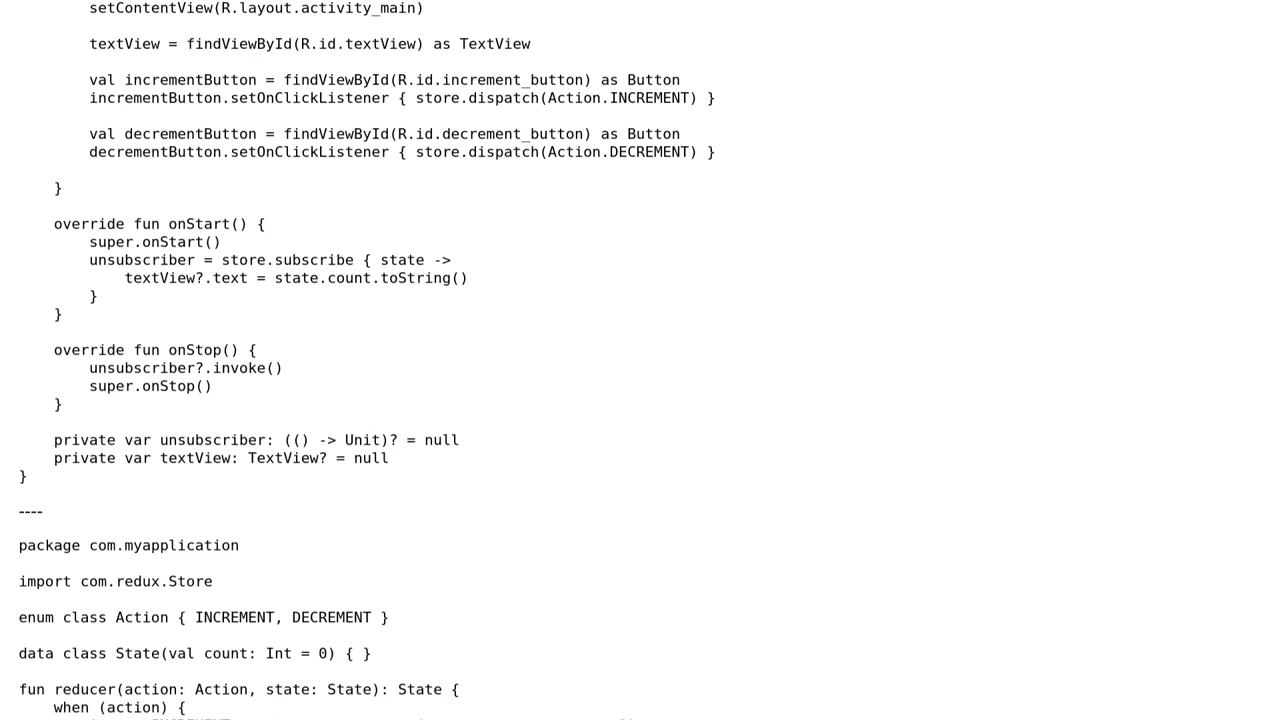 setContentView(R.layout.activity_main)
textView = findViewById(R.id.textView) as TextView
val incrementButton = findViewById(R.id.increment_button) as Button
incrementButton.setOnClickListener { store.dispatch(Action.INCREMENT) }
val decrementButton = findViewById(R.id.decrement_button) as Button
decrementButton.setOnClickListener { store.dispatch(Action.DECREMENT) }
}
override fun onStart() {
super.onStart()
unsubscriber = store.subscribe { state ->
textView?.text = state.count.toString()
}
}
override fun onStop() {
unsubscriber?.invoke()
super.onStop()
}
private var unsubscriber: (() -> Unit)? = null
private var textView: TextView? = null
}
----
package com.myapplication
import com.redux.Store
enum class Action { INCREMENT, DECREMENT }
data class State(val count: Int = 0) { }
fun reducer(action: Action, state: State): State {
when (action) {